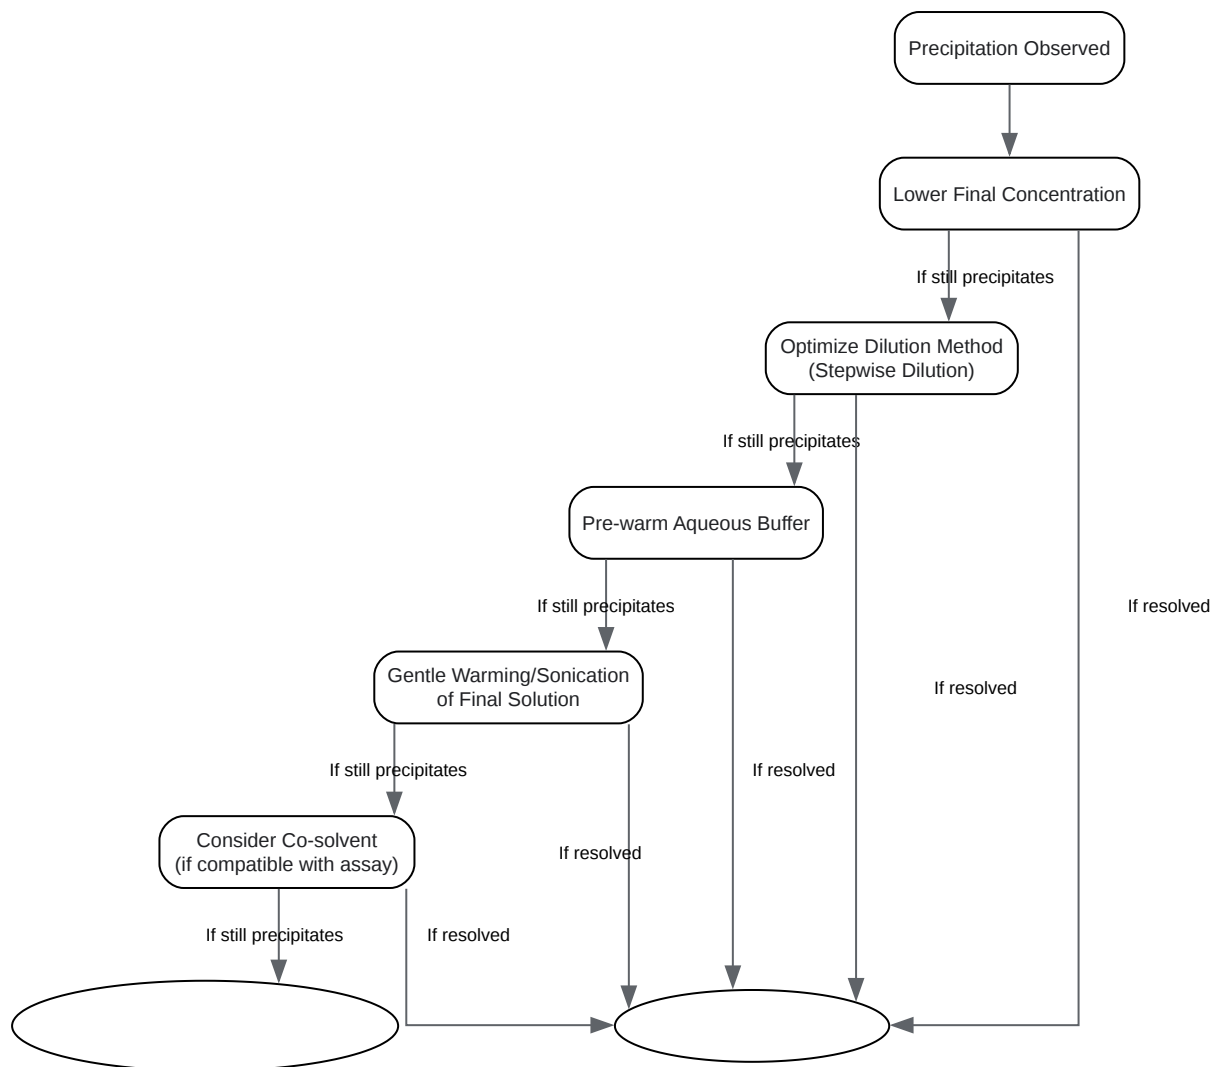 Precipitation Observed
Lower Final Concentration
If still precipitates
Optimize Dilution Method
(Stepwise Dilution)
If still precipitates
Pre-warm Aqueous Buffer
If still precipitates
If resolved
Gentle Warming/Sonication
of Final Solution
If resolved
If still precipitates
If resolved
Consider Co-solvent
(if compatible with assay)
If resolved
If still precipitates
If resolved